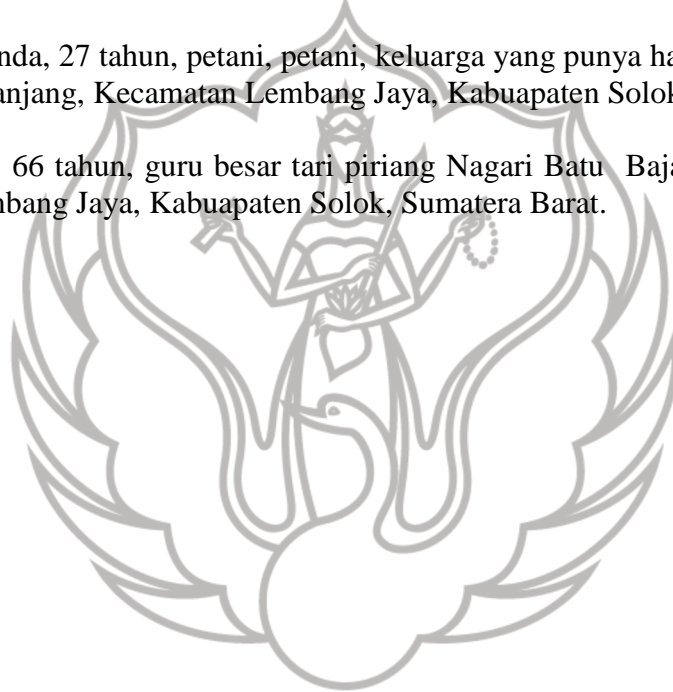 nda, 27 tahun, petani, petani, keluarga yang punya ha
anjang, Kecamatan Lembang Jaya, Kabuapaten Solok
66 tahun, guru besar tari piriang Nagari Batu Baja
nbang Jaya, Kabuapaten Solok, Sumatera Barat.